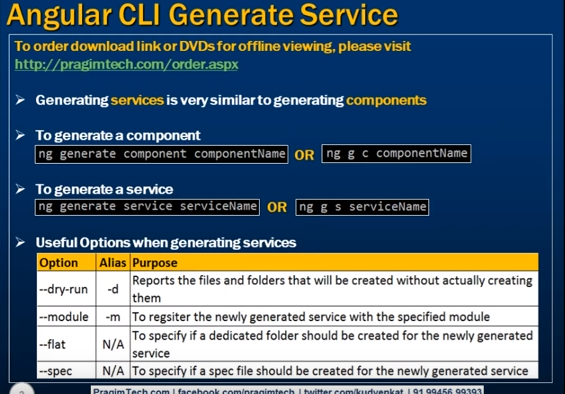 Angular CLI Generate Service
To order download link or DVDs for offline viewing, please visit
http://pragimtech.com/order.aspx
➤ Generating services is very similar to generating components
➤ To generate a component
ng generate component componentName OR ng g c componentName
➤ To generate a service
ng generate service serviceName OR ng g s serviceName
➤ Useful Options when generating services
Option Alias Purpose
--dry-run -d Reports the files and folders that will be created without actually creating
them
--module -m To regsiter the newly generated service with the specified module
--flat N/A To specify if a dedicated folder should be created for the newly generated
service
--spec N/A To specify if a spec file should be created for the newly generated service
PragimTech.com | facebook.com/pragimtech | twitter.com/kudvenkat | 91 99456 99393